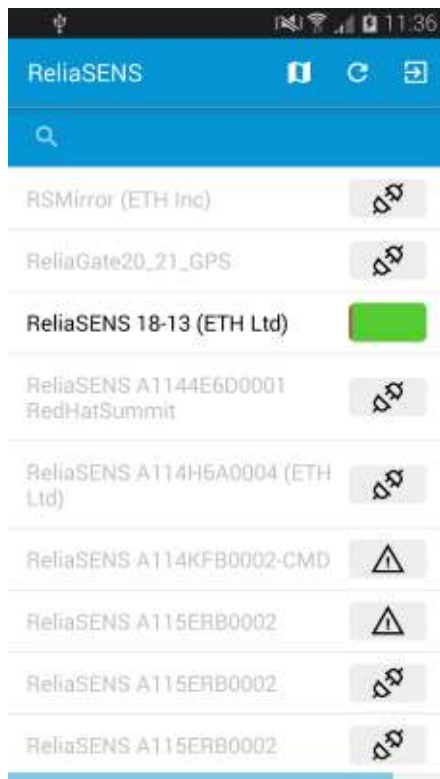 11:36
ReliaSENS
RSMirror (ETH Inc)
ReliaGate20_21_GPS
ReliaSENS 18-13 (ETH Ltd)
ReliaSENS A1144E6D0001
RedHatSummit
ReliaSENS A114H6A0004 (ETH
Ltd)
ReliaSENS A114KFB0002-CMD
ReliaSENS A115ERB0002
ReliaSENS A115ERB0002
ReliaSENS A115ERB0002